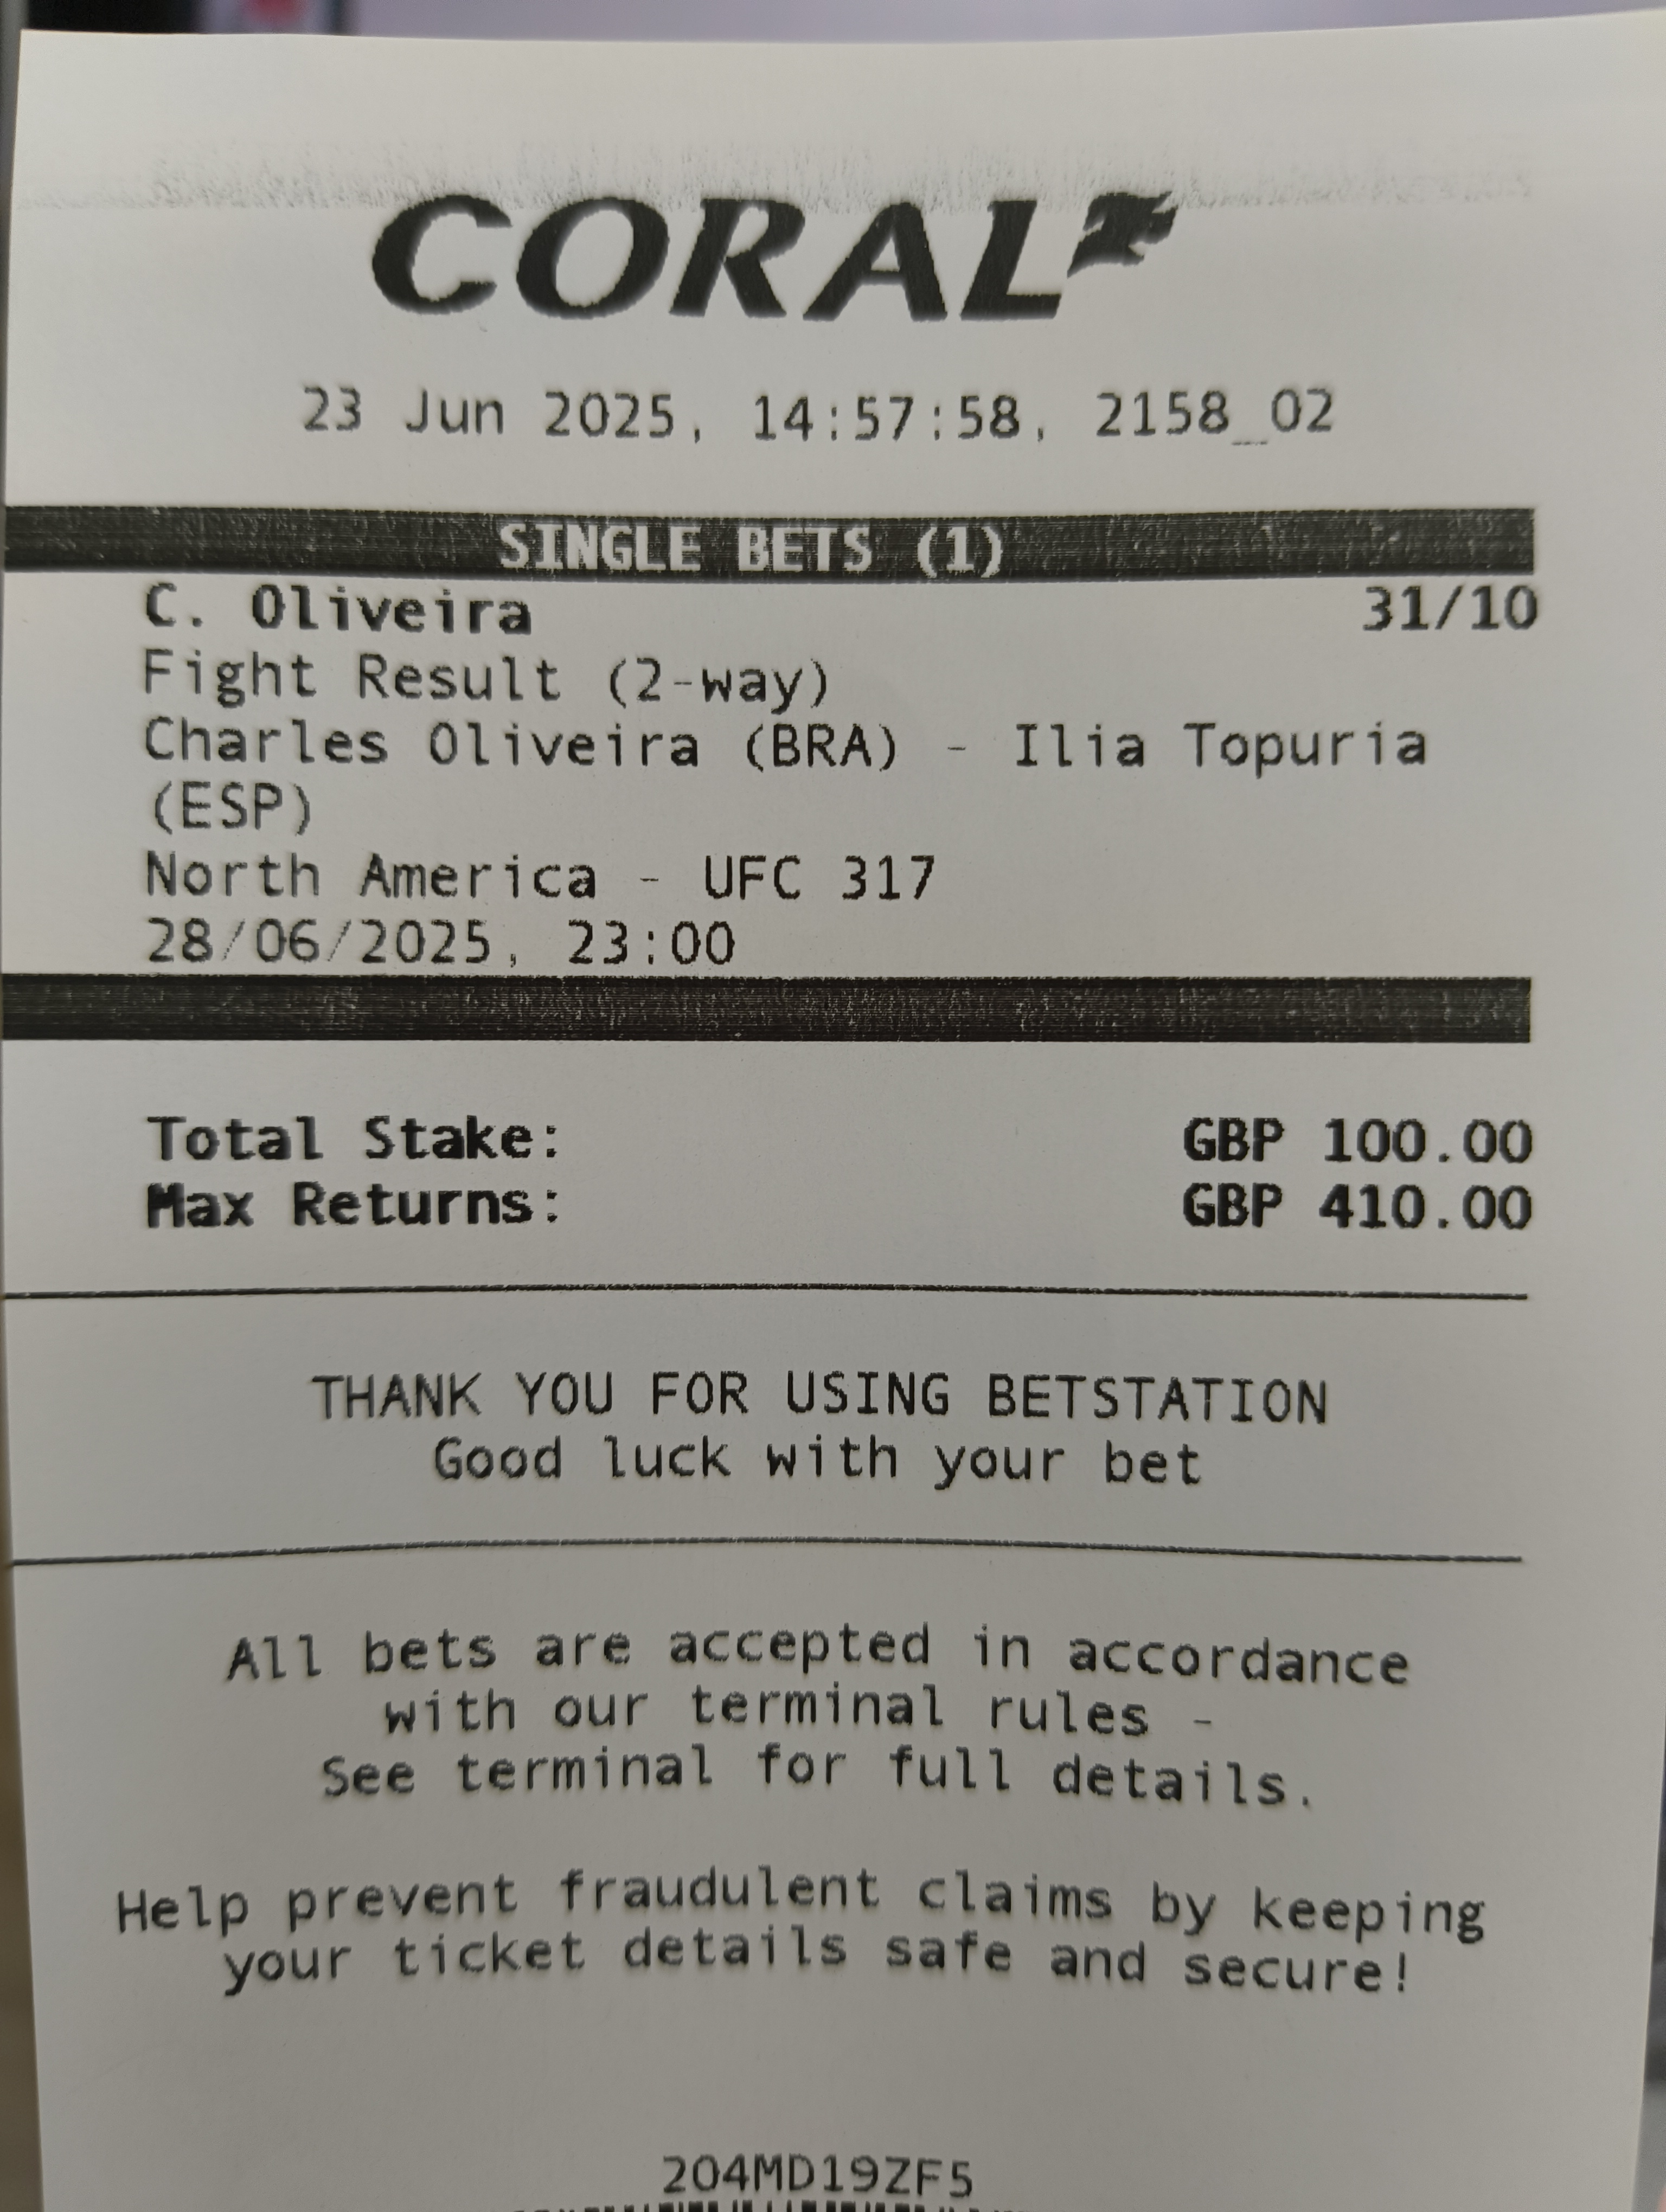 CORAL
23 Jun 2025, 14:57:58, 2158_02
SINGLE BETS (1)
C. Oliveira 31/10
Fight Result (2-way)
Charles Oliveira (BRA) - Ilia Topuria
(ESP)
North America - UFC 317
28/06/2025, 23:00
Total Stake: GBP 100.00
Max Returns: GBP 410.00
THANK YOU FOR USING BETSTATION
Good luck with your bet
All bets are accepted in accordance
with our terminal rules -
See terminal for full details.
Help prevent fraudulent claims by keeping
your ticket details safe and secure!
204MD19ZF5